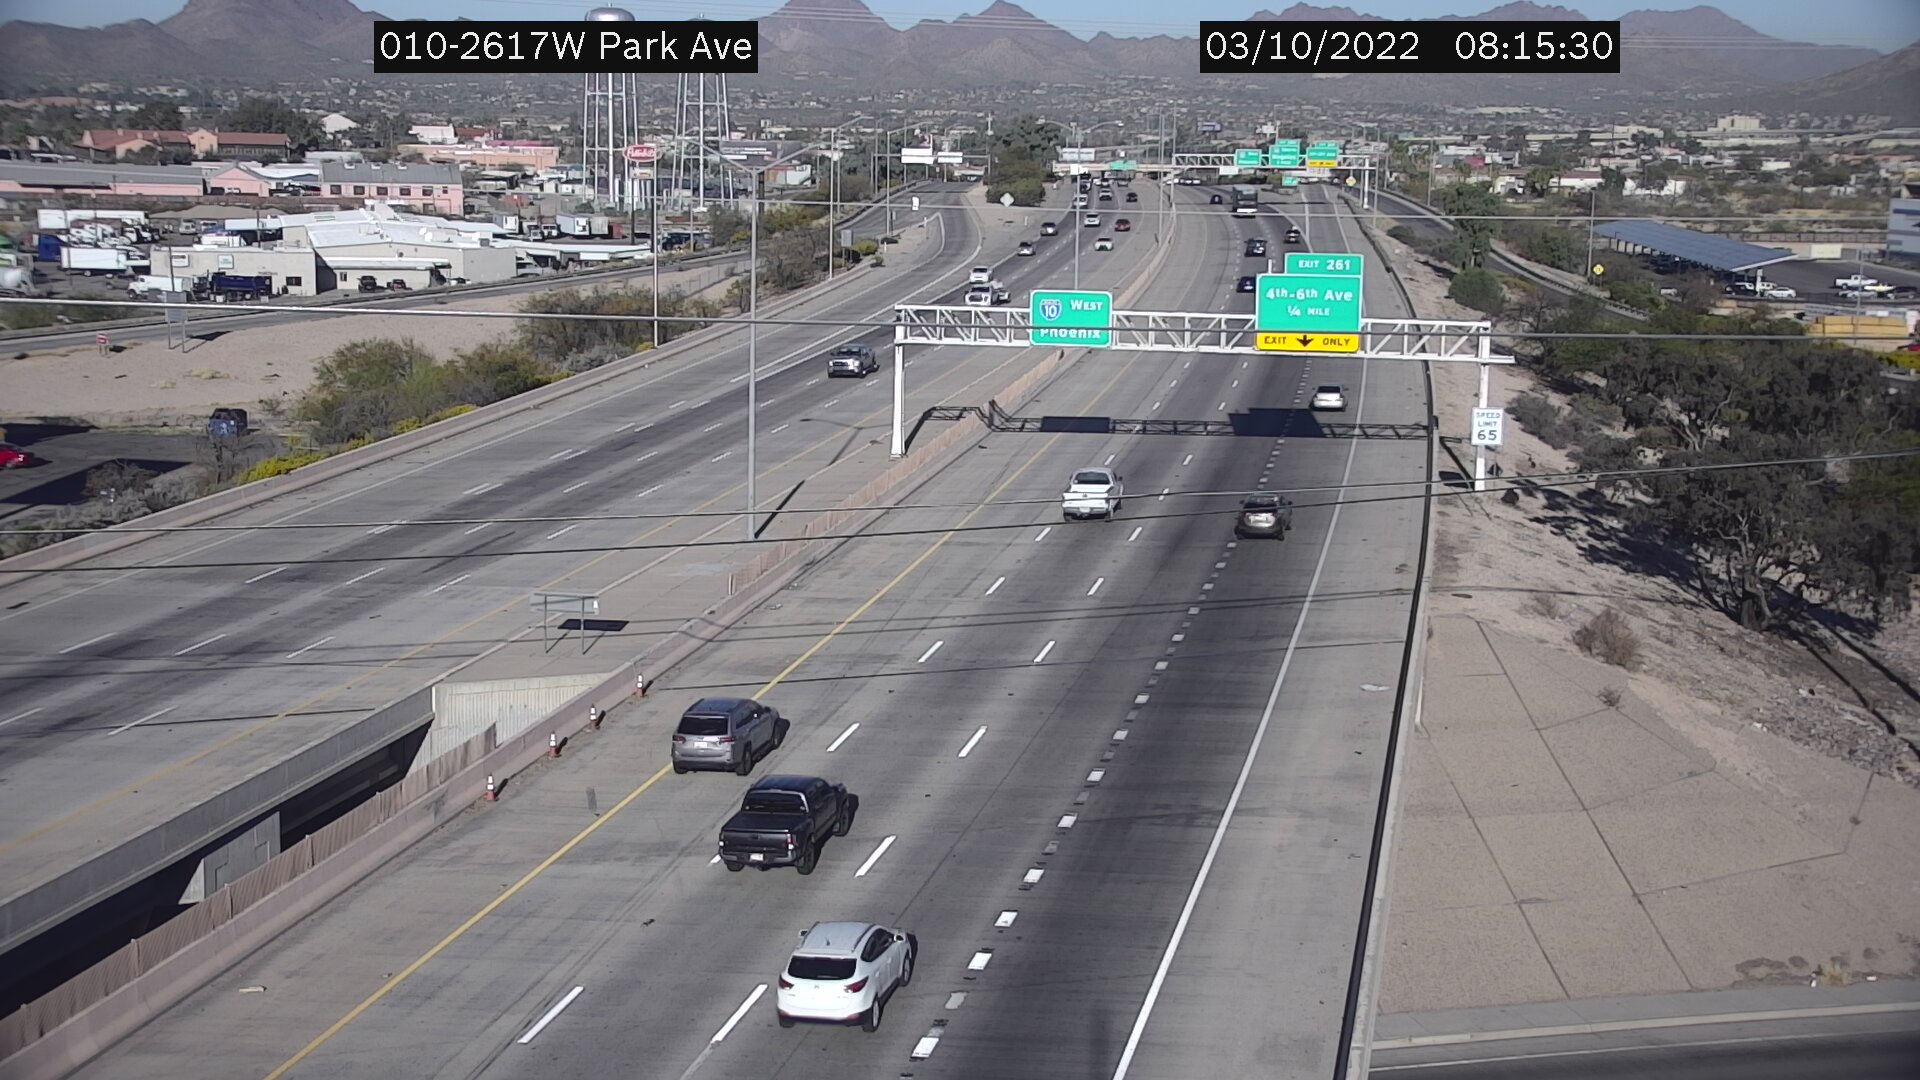 010-2617W Park Ave
03/10/2022 08:15:30
EXIT 261
10 WEST
Phoenix
4th-6th Ave
1/4 MILE
EXIT ONLY
SPEED
LIMIT
65